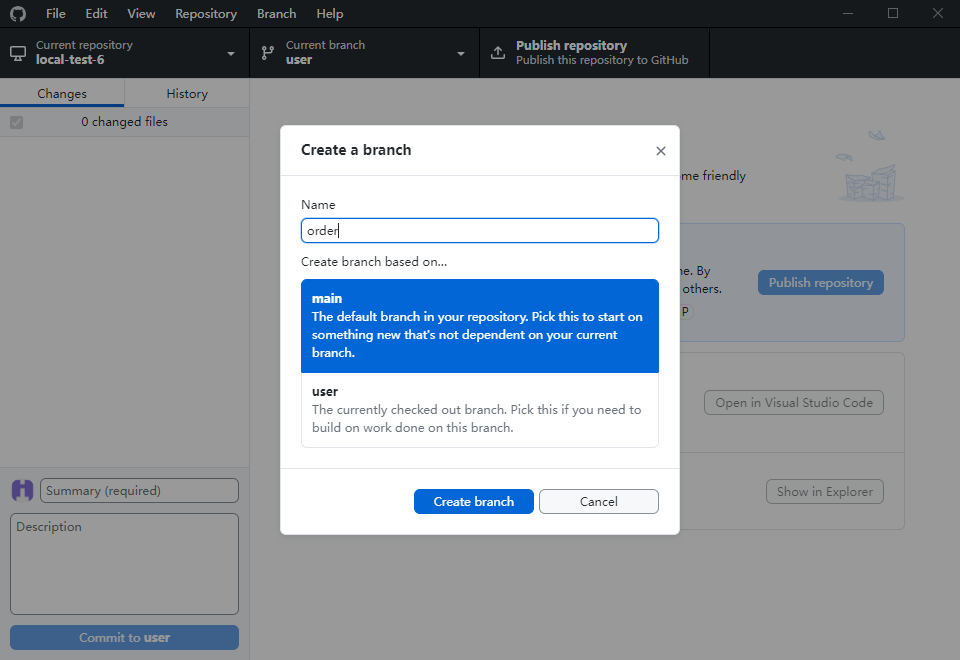 File Edit View Repository Branch Help
Current repository
local-test-6
Current branch
user
Publish repository
Publish this repository to GitHub
Changes
History
0 changed files
Create a branch
me friendly
Name
order
Create branch based on...
main
The default branch in your repository. Pick this to start on
something new that's not dependent on your current
branch.
user
The currently checked out branch. Pick this if you need to
build on work done on this branch.
Create branch
Cancel
By
others.
P
Publish repository
Open in Visual Studio Code
Show in Explorer
Summary (required)
Description
Commit to user